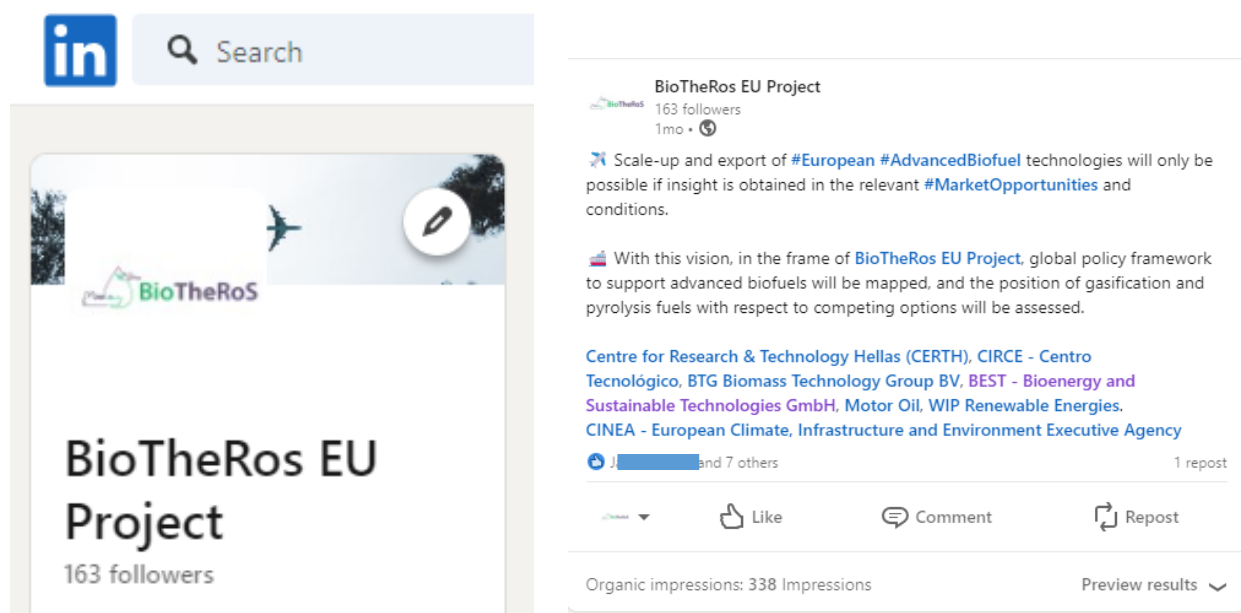 in
Search
BioTheRoS
BioTheRos EU
Project
163 followers
BioTheRoS
BioTheRos EU Project
163 followers
1mo •
Scale-up and export of #European #AdvancedBiofuel technologies will only be
possible if insight is obtained in the relevant #MarketOpportunities and
conditions.
With this vision, in the frame of BioTheRos EU Project, global policy framework
to support advanced biofuels will be mapped, and the position of gasification and
pyrolysis fuels with respect to competing options will be assessed.
Centre for Research & Technology Hellas (CERTH), CIRCE - Centro
Tecnológico, BTG Biomass Technology Group BV, BEST - Bioenergy and
Sustainable Technologies GmbH, Motor Oil, WIP Renewable Energies.
CINEA - European Climate, Infrastructure and Environment Executive Agency
and 7 others
1 repost
Like
Comment
Repost
Organic impressions: 338 Impressions
Preview results